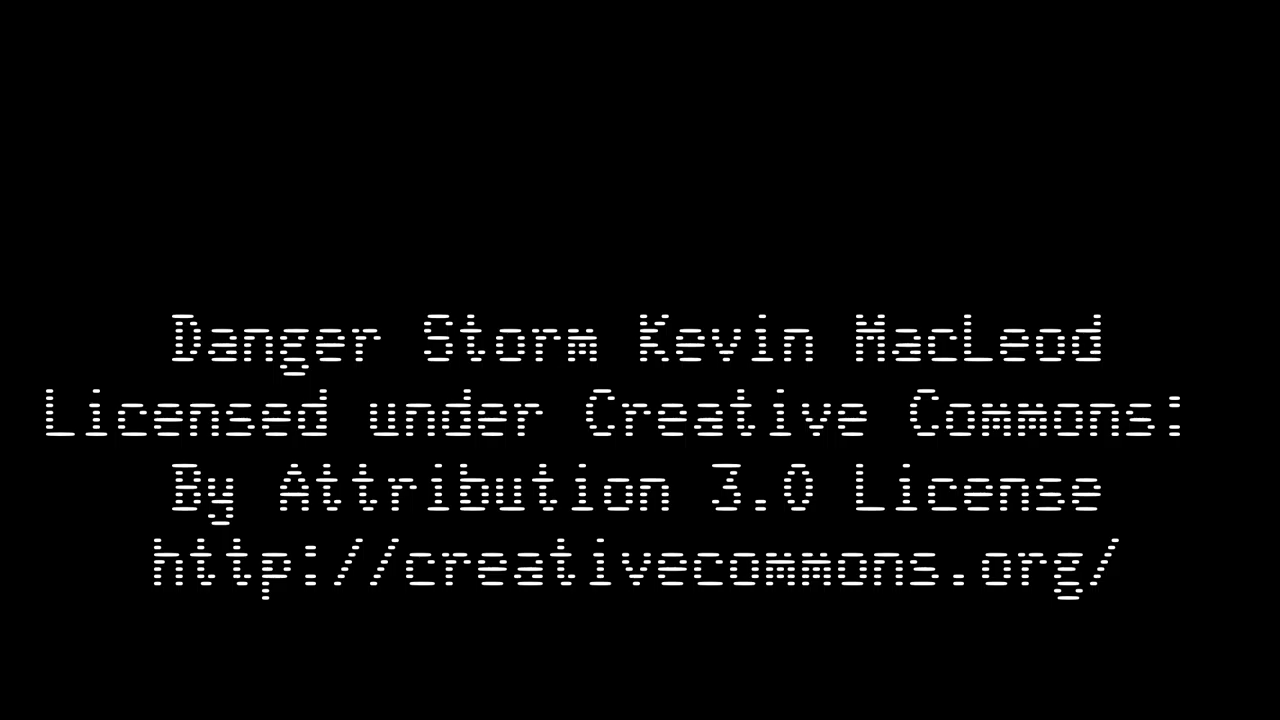 Danger Storm Kevin MacLeod
Licensed under Creative Commons:
By Attribution 3.0 License
http://creativecommons.org/